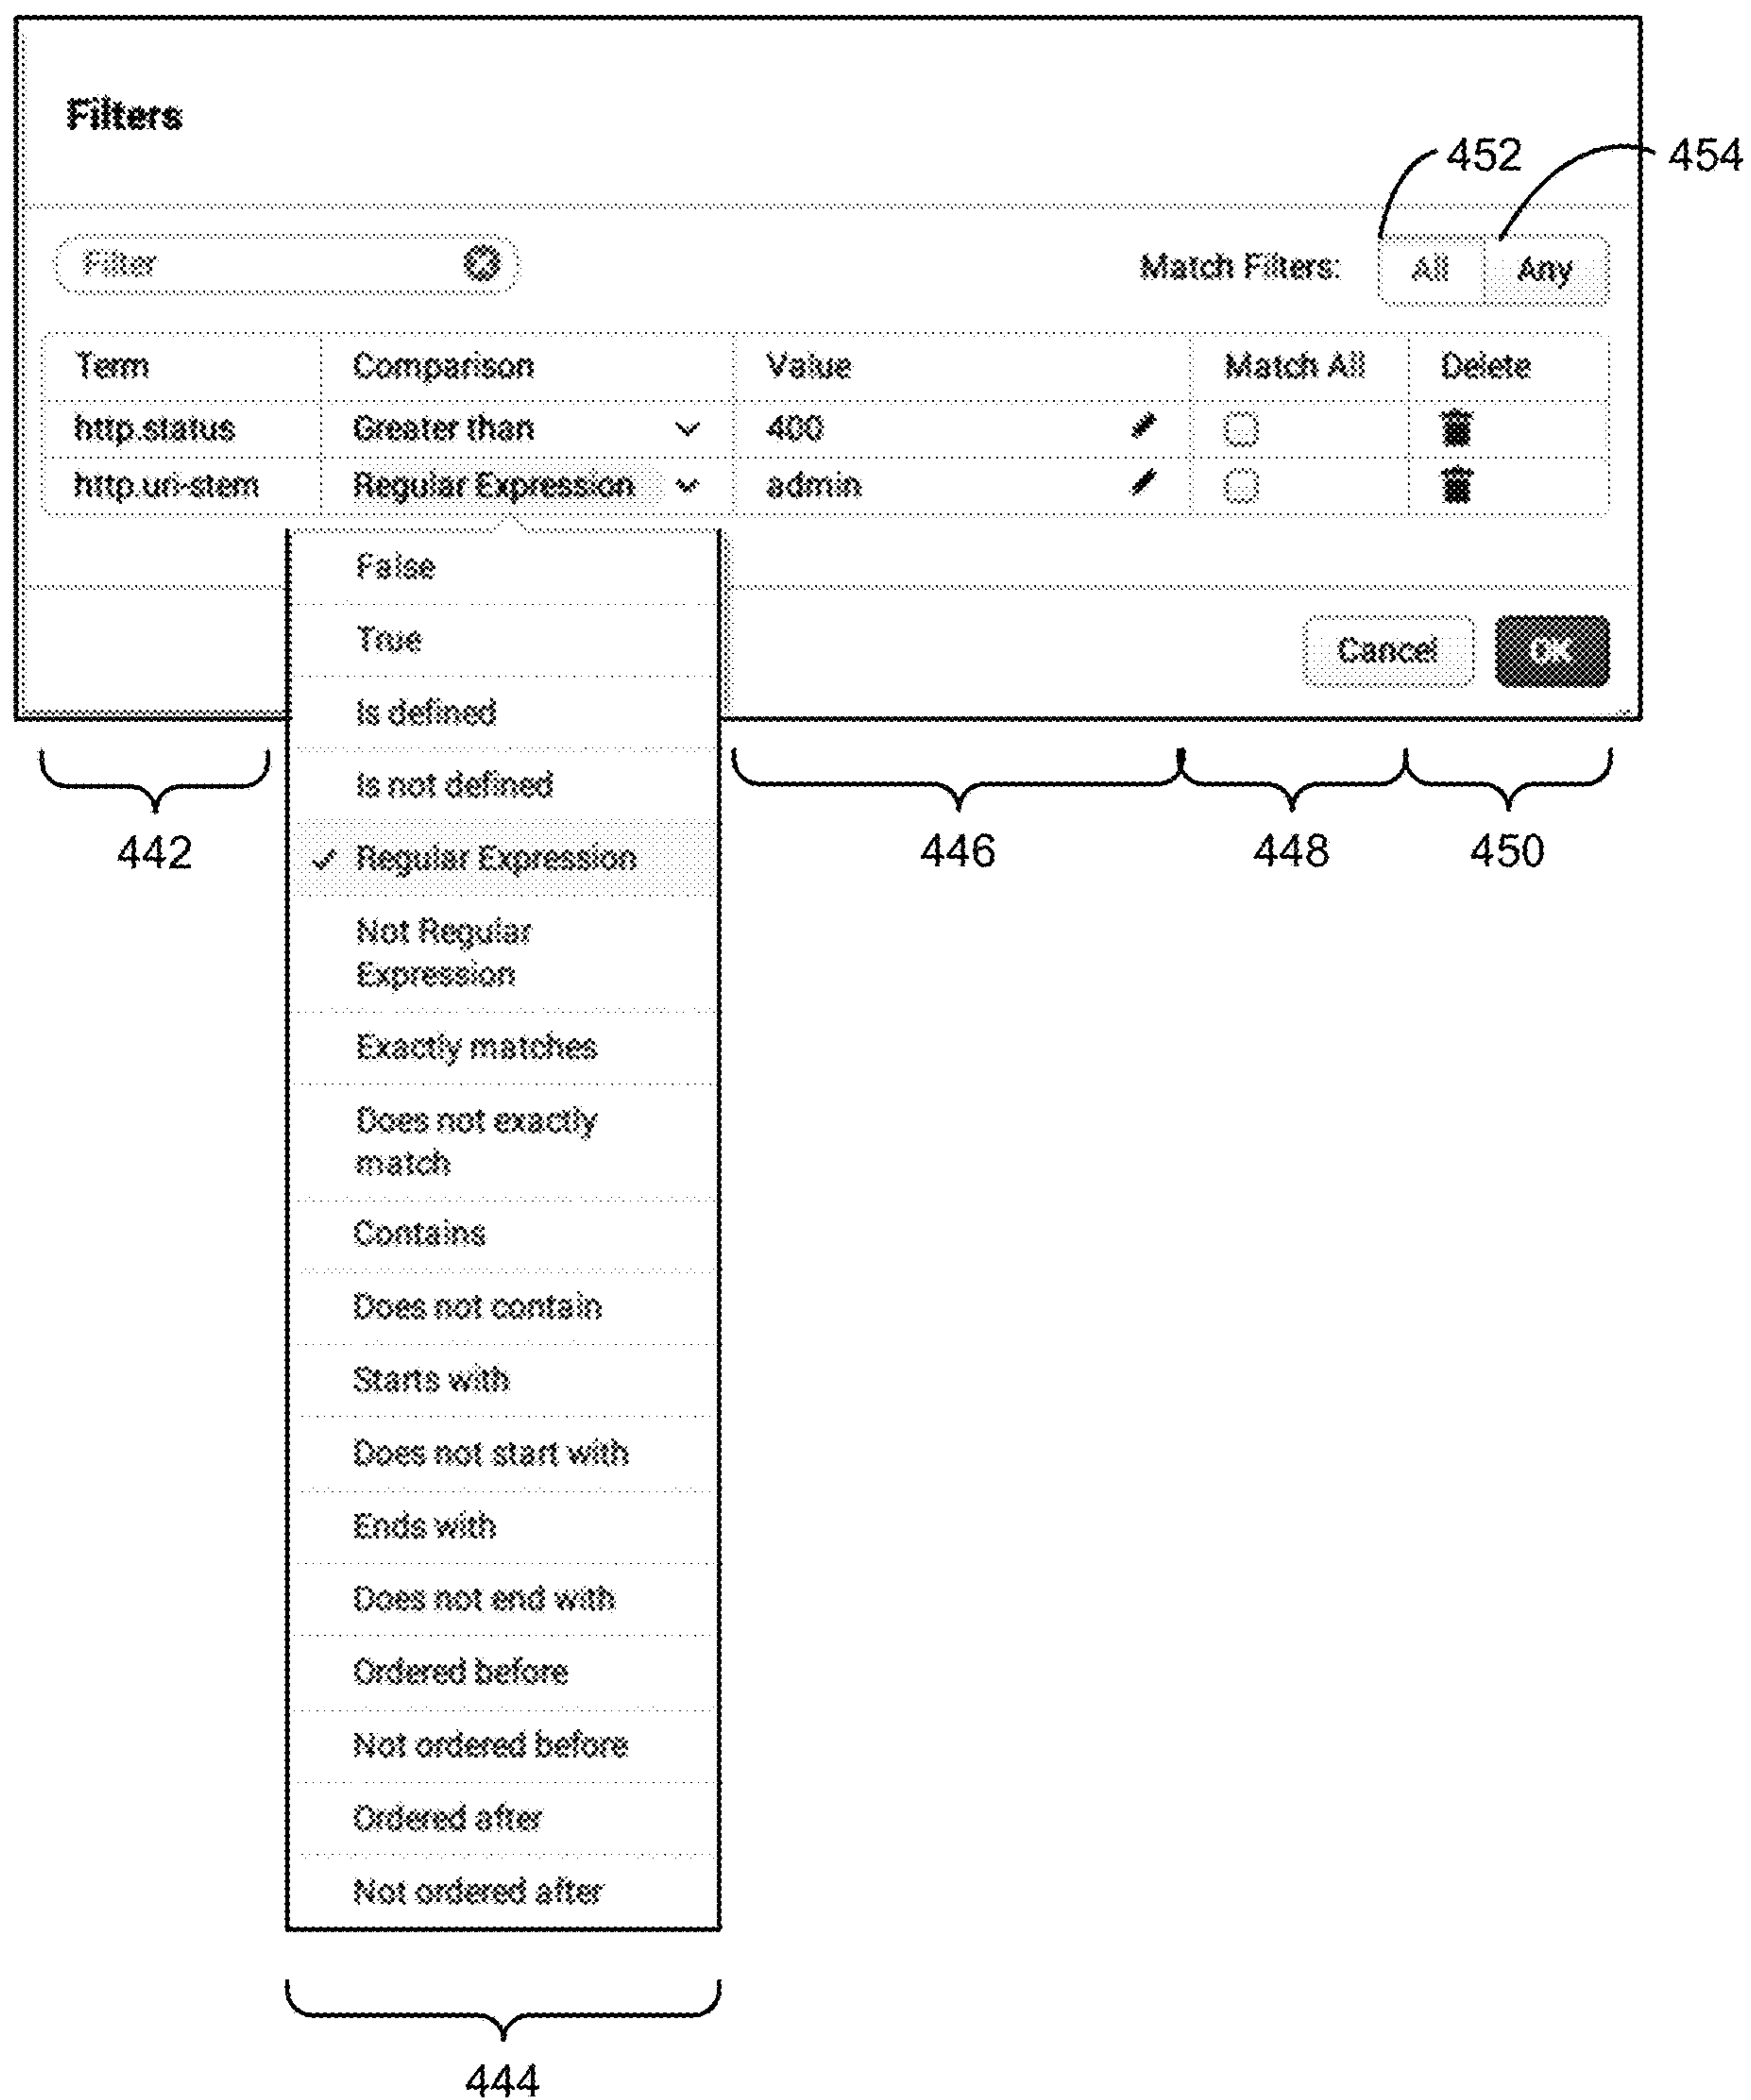 Filters
452
454
Filter
Match Filters: All Any
Term Comparison Value Match All Delete
http.status Greater than 400
http.uri-stem Regular Expression admin
False
True
Is defined
Is not defined
Regular Expression
Not Regular
Expression
Exactly matches
Does not exactly
match
Contains
Does not contain
Starts with
Does not start with
Ends with
Does not end with
Ordered before
Not ordered before
Ordered after
Not ordered after
Cancel OK
442
446
448
450
444